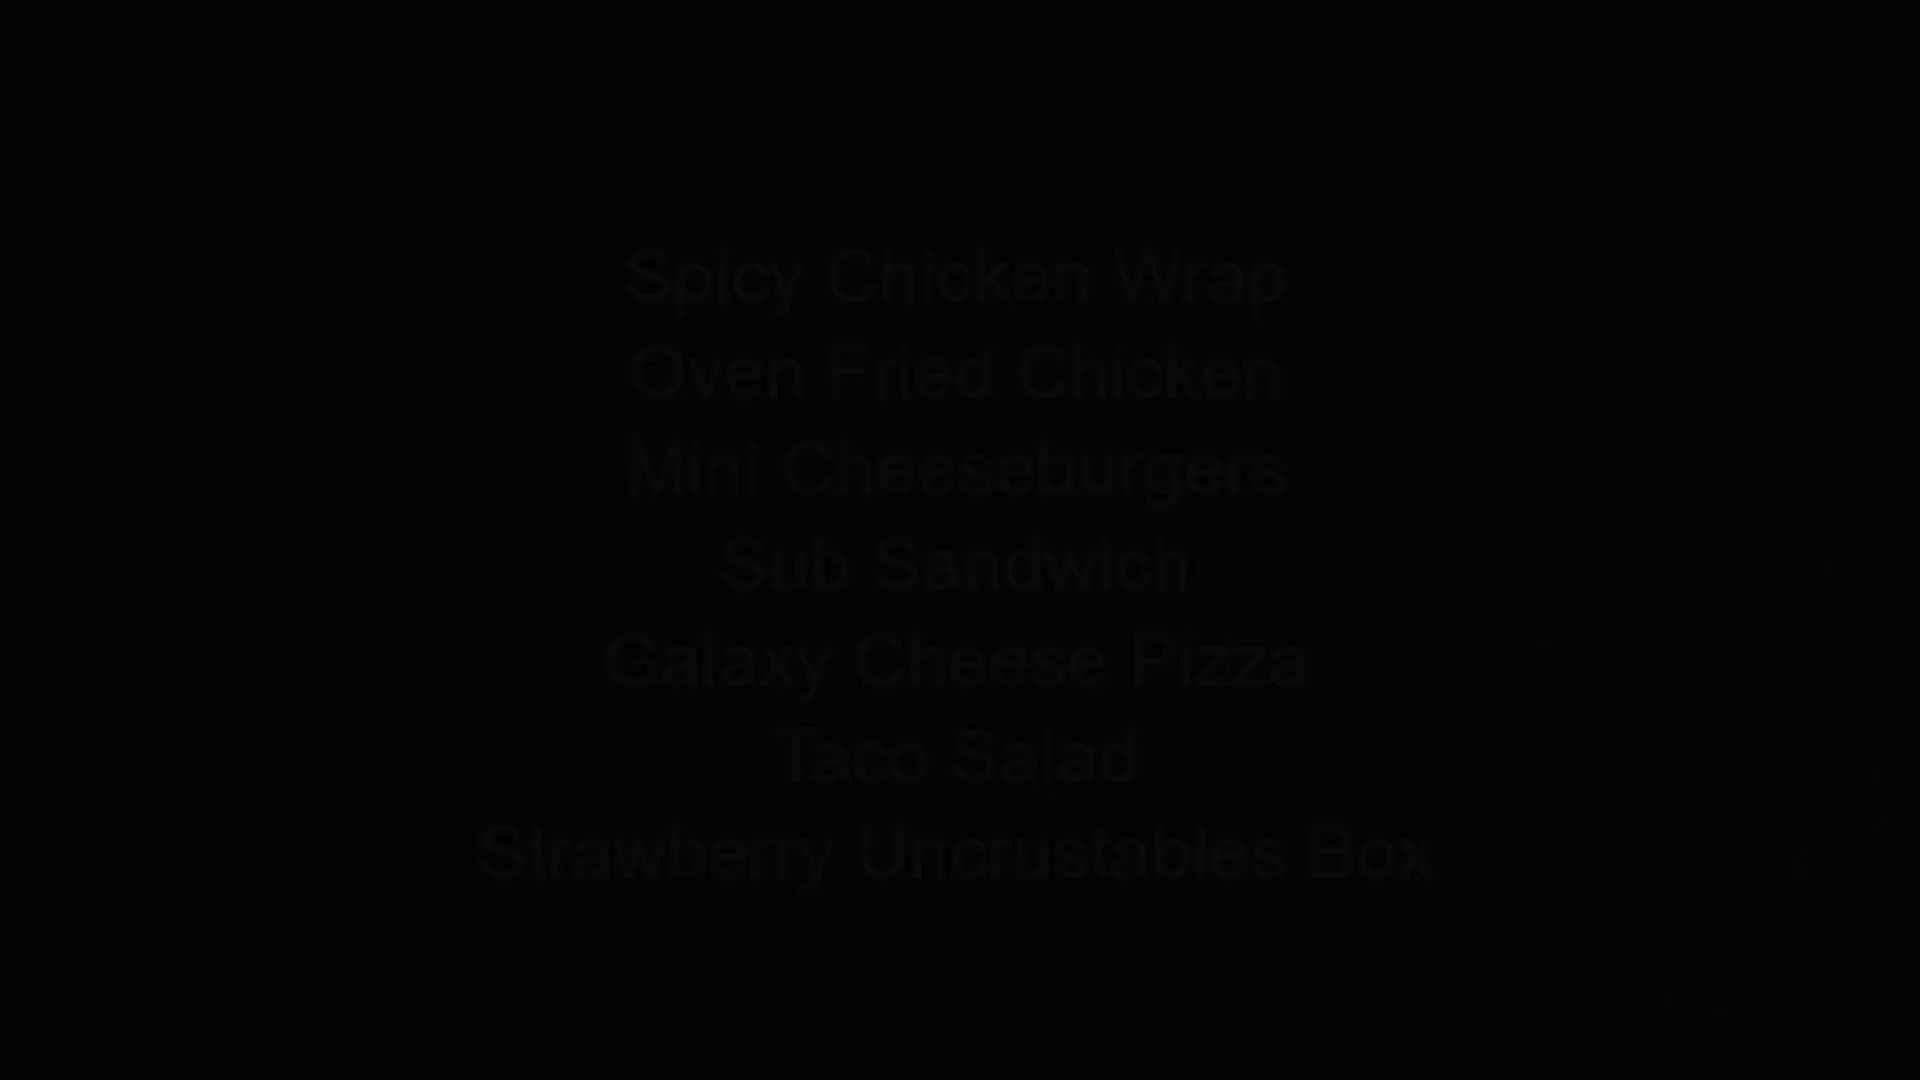 Spicy Chicken Wrap
Oven Fried Chicken
Mini Cheeseburgers
Sub Sandwich
Galaxy Cheese Pizza
Taco Salad
Strawberry Uncrustables Box